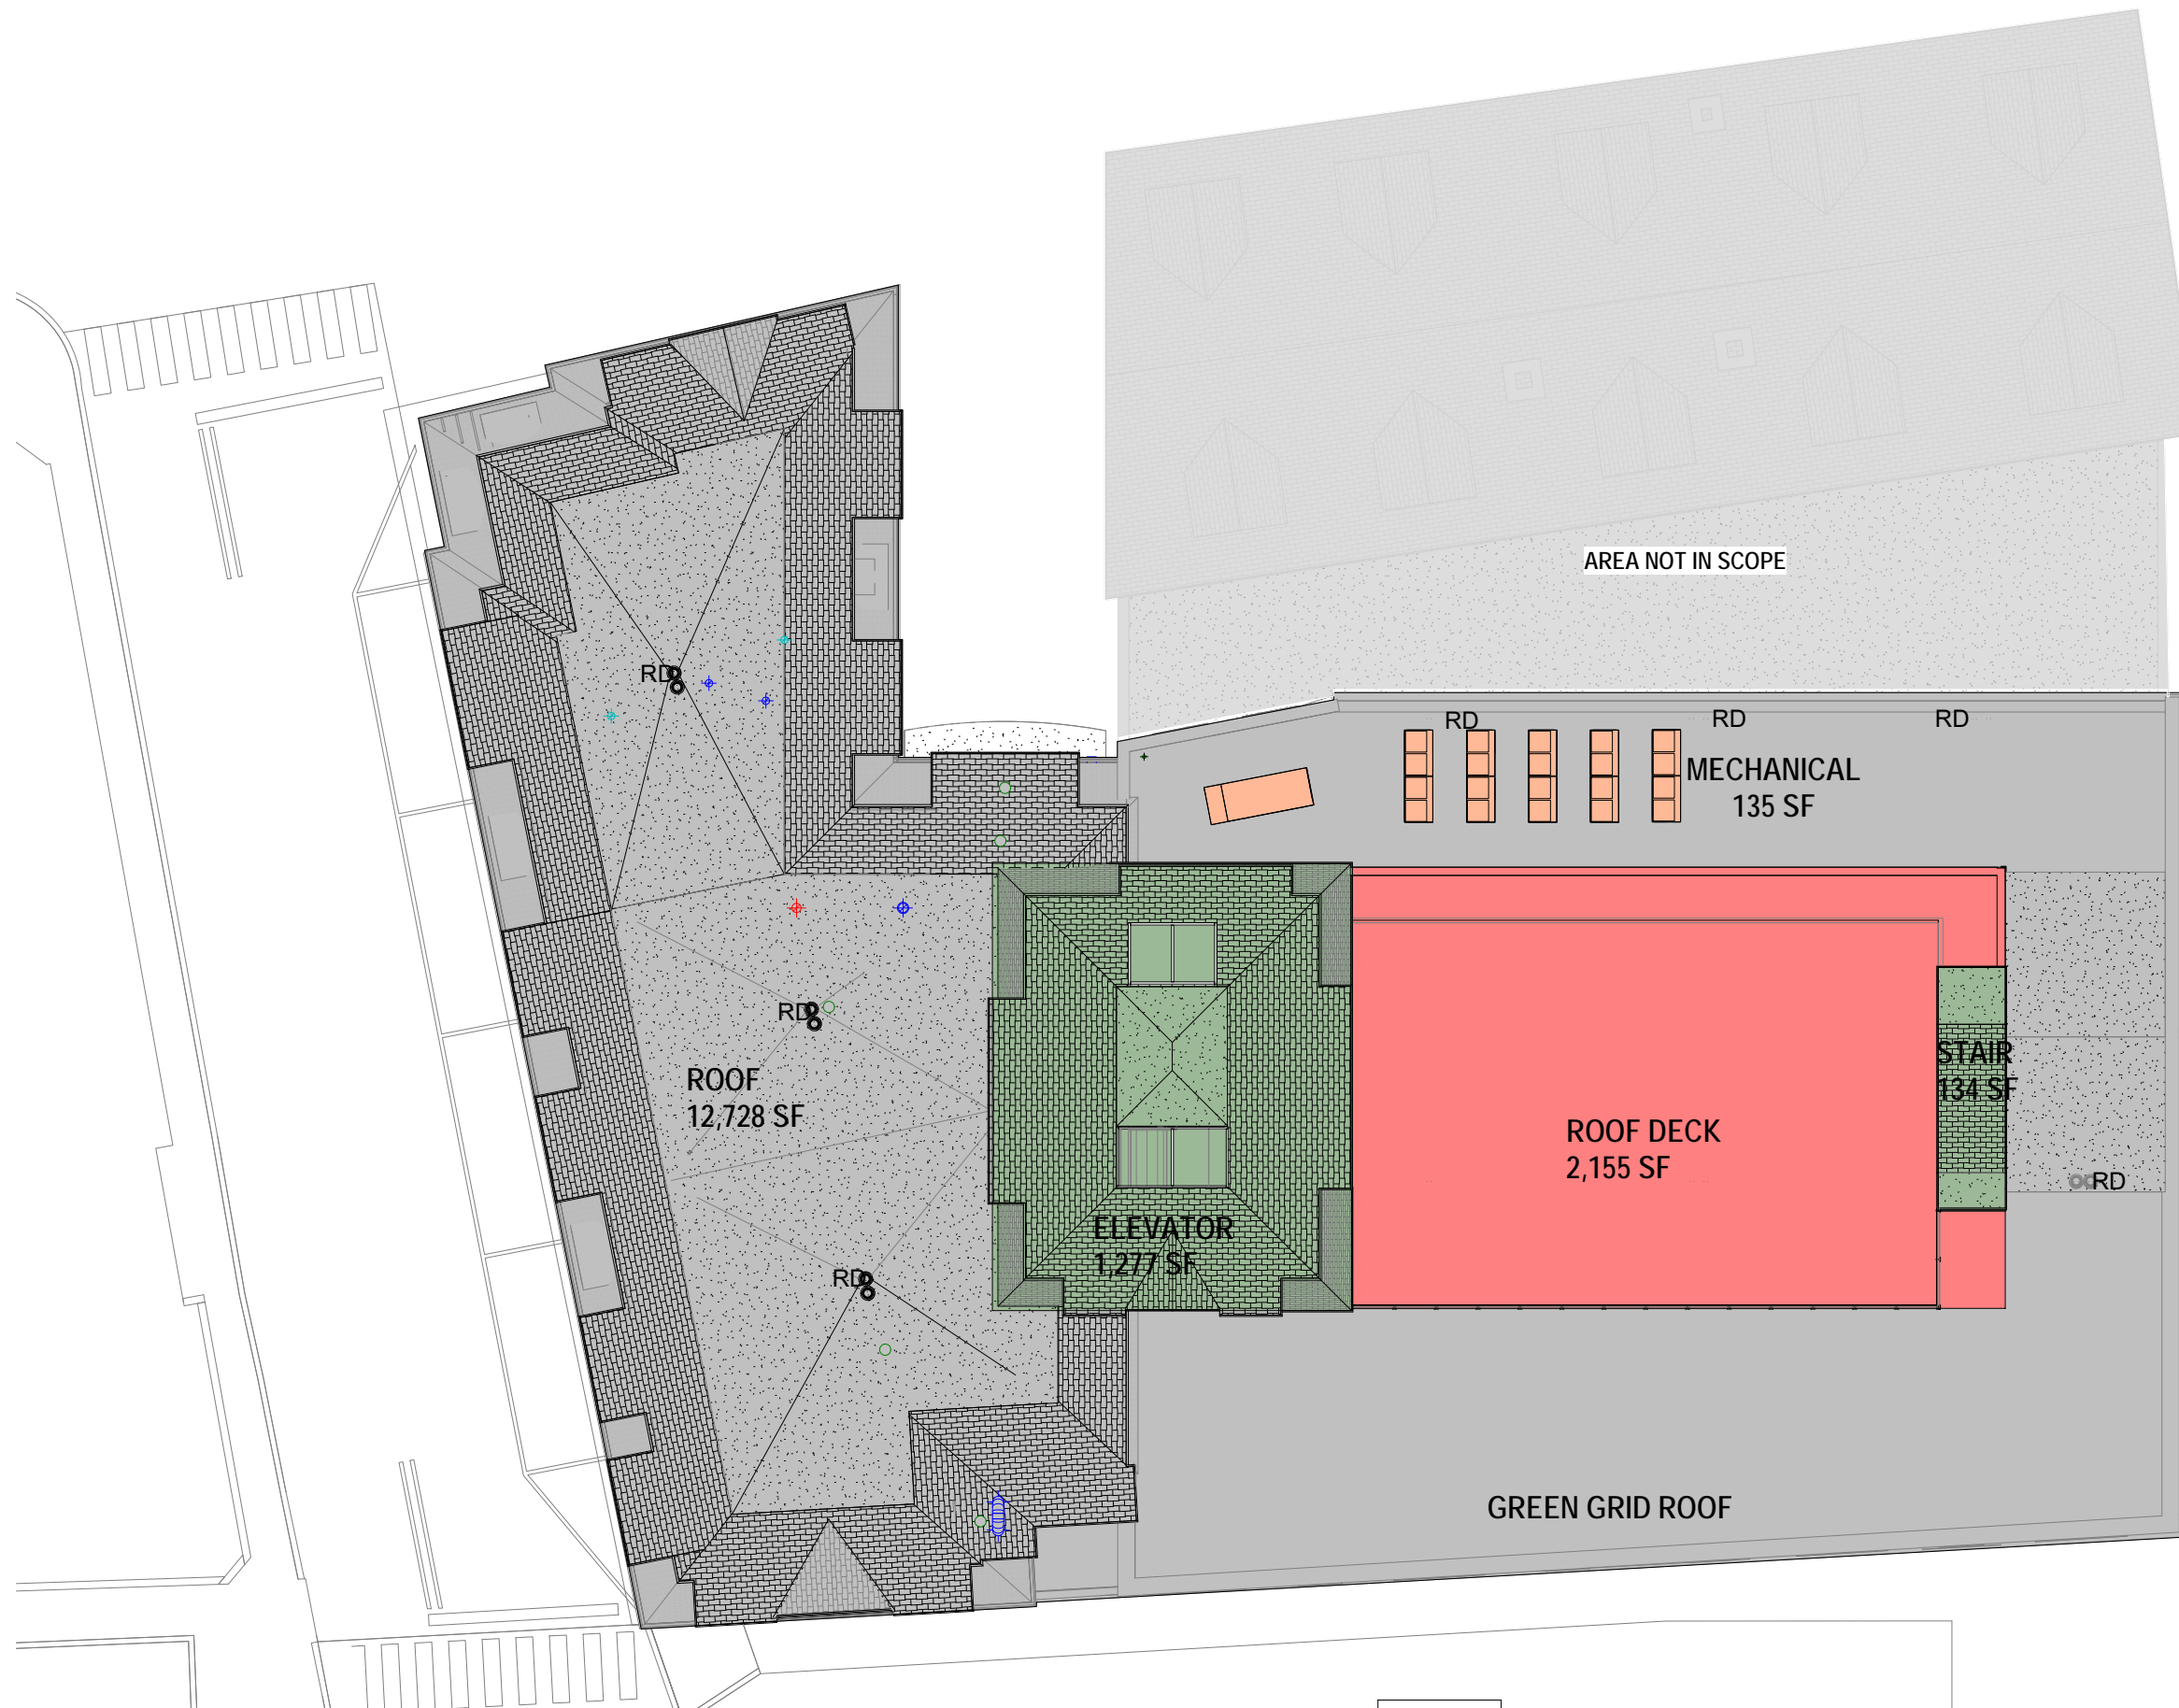 AREA NOT IN SCOPE
RD
RD
RD
RD
MECHANICAL
135 SF
RD
STAIR
134 SF
ROOF
12,728 SF
ROOF DECK
2,155 SF
RD
ELEVATOR
1,277 SF
RD
GREEN GRID ROOF